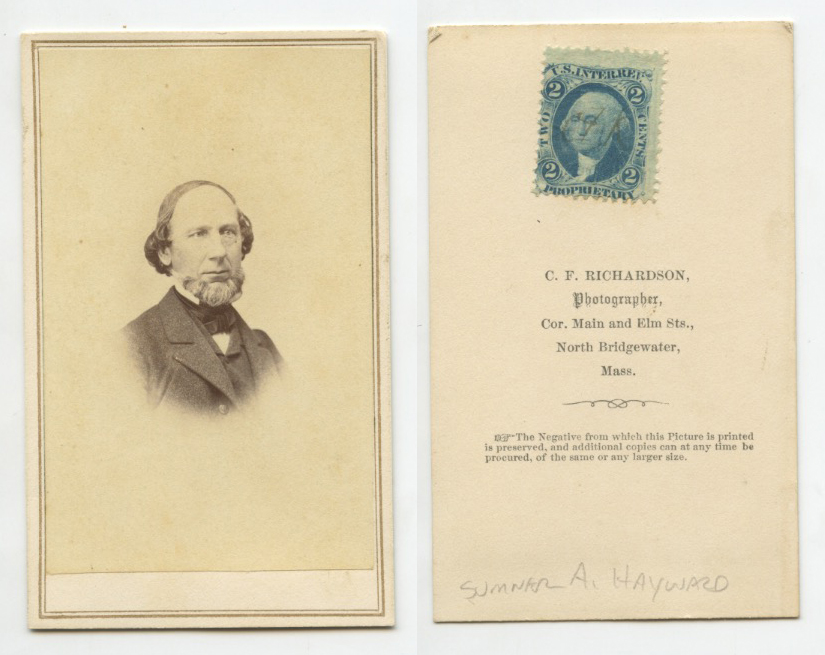 U.S. INTER. REV.
2 2
TWO CENTS
2 2
PROPRIETARY
C. F. RICHARDSON,
Photographer,
Cor. Main and Elm Sts.,
North Bridgewater,
Mass.
☞The Negative from which this Picture is printed
is preserved, and additional copies can at any time be
procured, of the same or any larger size.
SUMNER A. HAYWARD